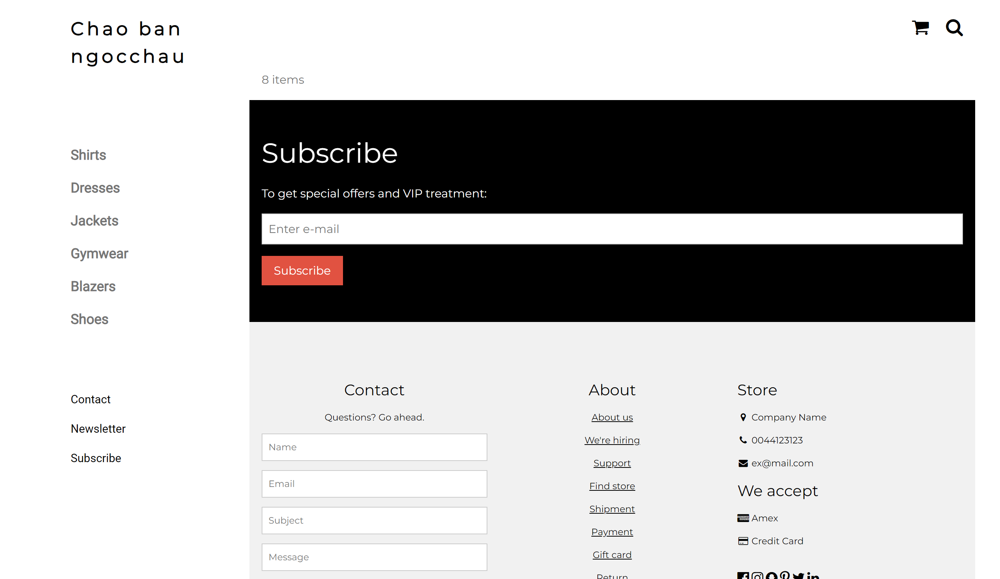 Chao ban
ngocchau
8 items
Shirts
Dresses
Jackets
Gymwear
Blazers
Shoes
Contact
Newsletter
Subscribe
Subscribe
To get special offers and VIP treatment:
Enter e-mail
Subscribe
Contact
Questions? Go ahead.
Name
Email
Subject
Message
About
About us
We're hiring
Support
Find store
Shipment
Payment
Gift card
Return
Store
Company Name
0044123123
ex@mail.com
We accept
Amex
Credit Card